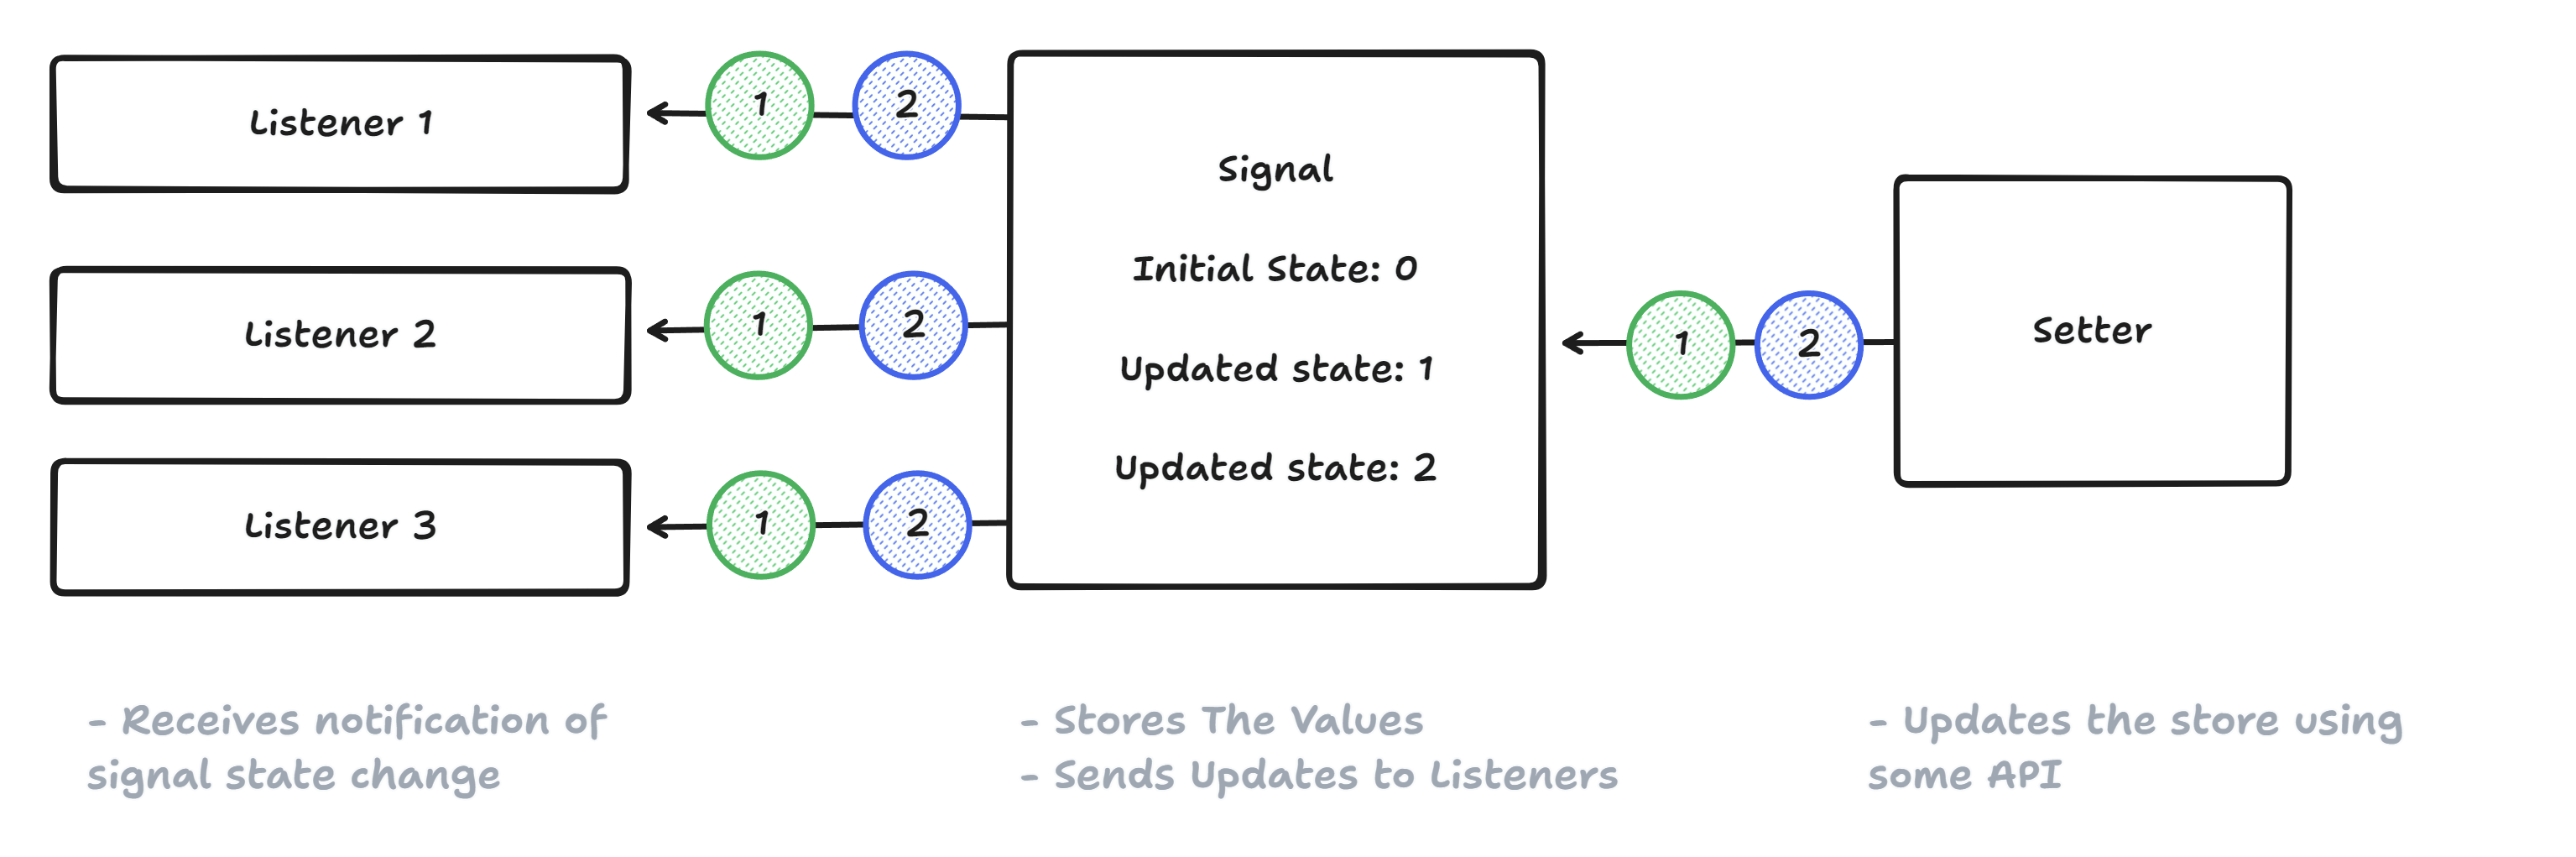 Listener 1
1
2
Listener 2
1
2
Listener 3
1
2
Signal
Initial State: 0
Updated state: 1
Updated state: 2
1
2
Setter
- Receives notification of
signal state change
- Stores The Values
- Sends Updates to Listeners
- Updates the store using
some API